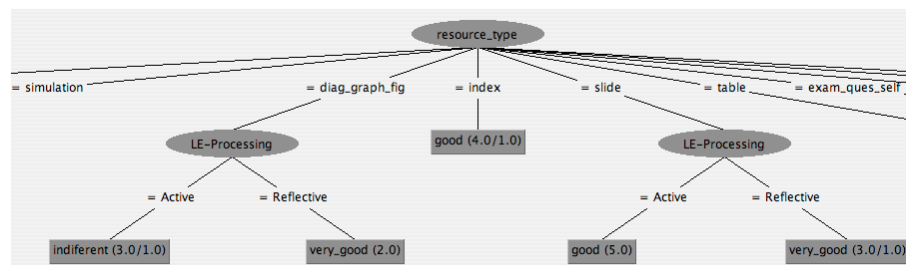 resource_type
= simulation
= diag_graph_fig
= index
= slide
= table
= exam_ques_self
LE-Processing
good (4.0/1.0)
LE-Processing
= Active
= Reflective
= Active
= Reflective
indiferent (3.0/1.0)
very_good (2.0)
good (5.0)
very_good (3.0/1.0)